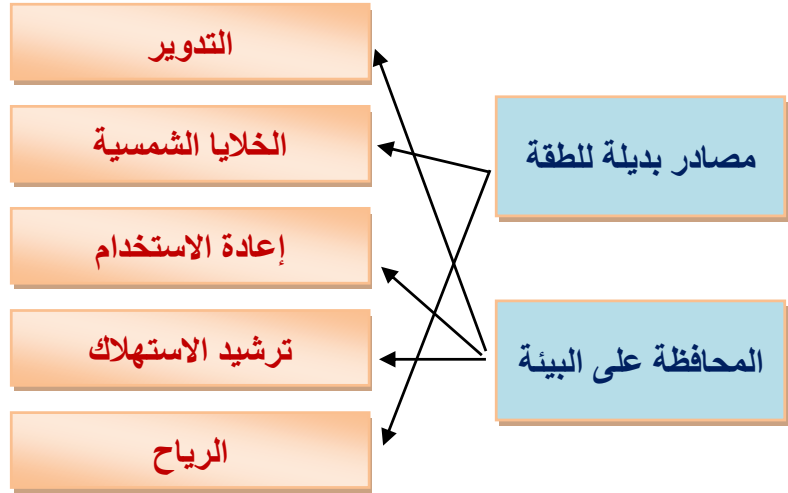 مصادر بديلة للطقة
المحافظة على البيئة
التدوير
الخلايا الشمسية
إعادة الاستخدام
ترشيد الاستهلاك
الرياح